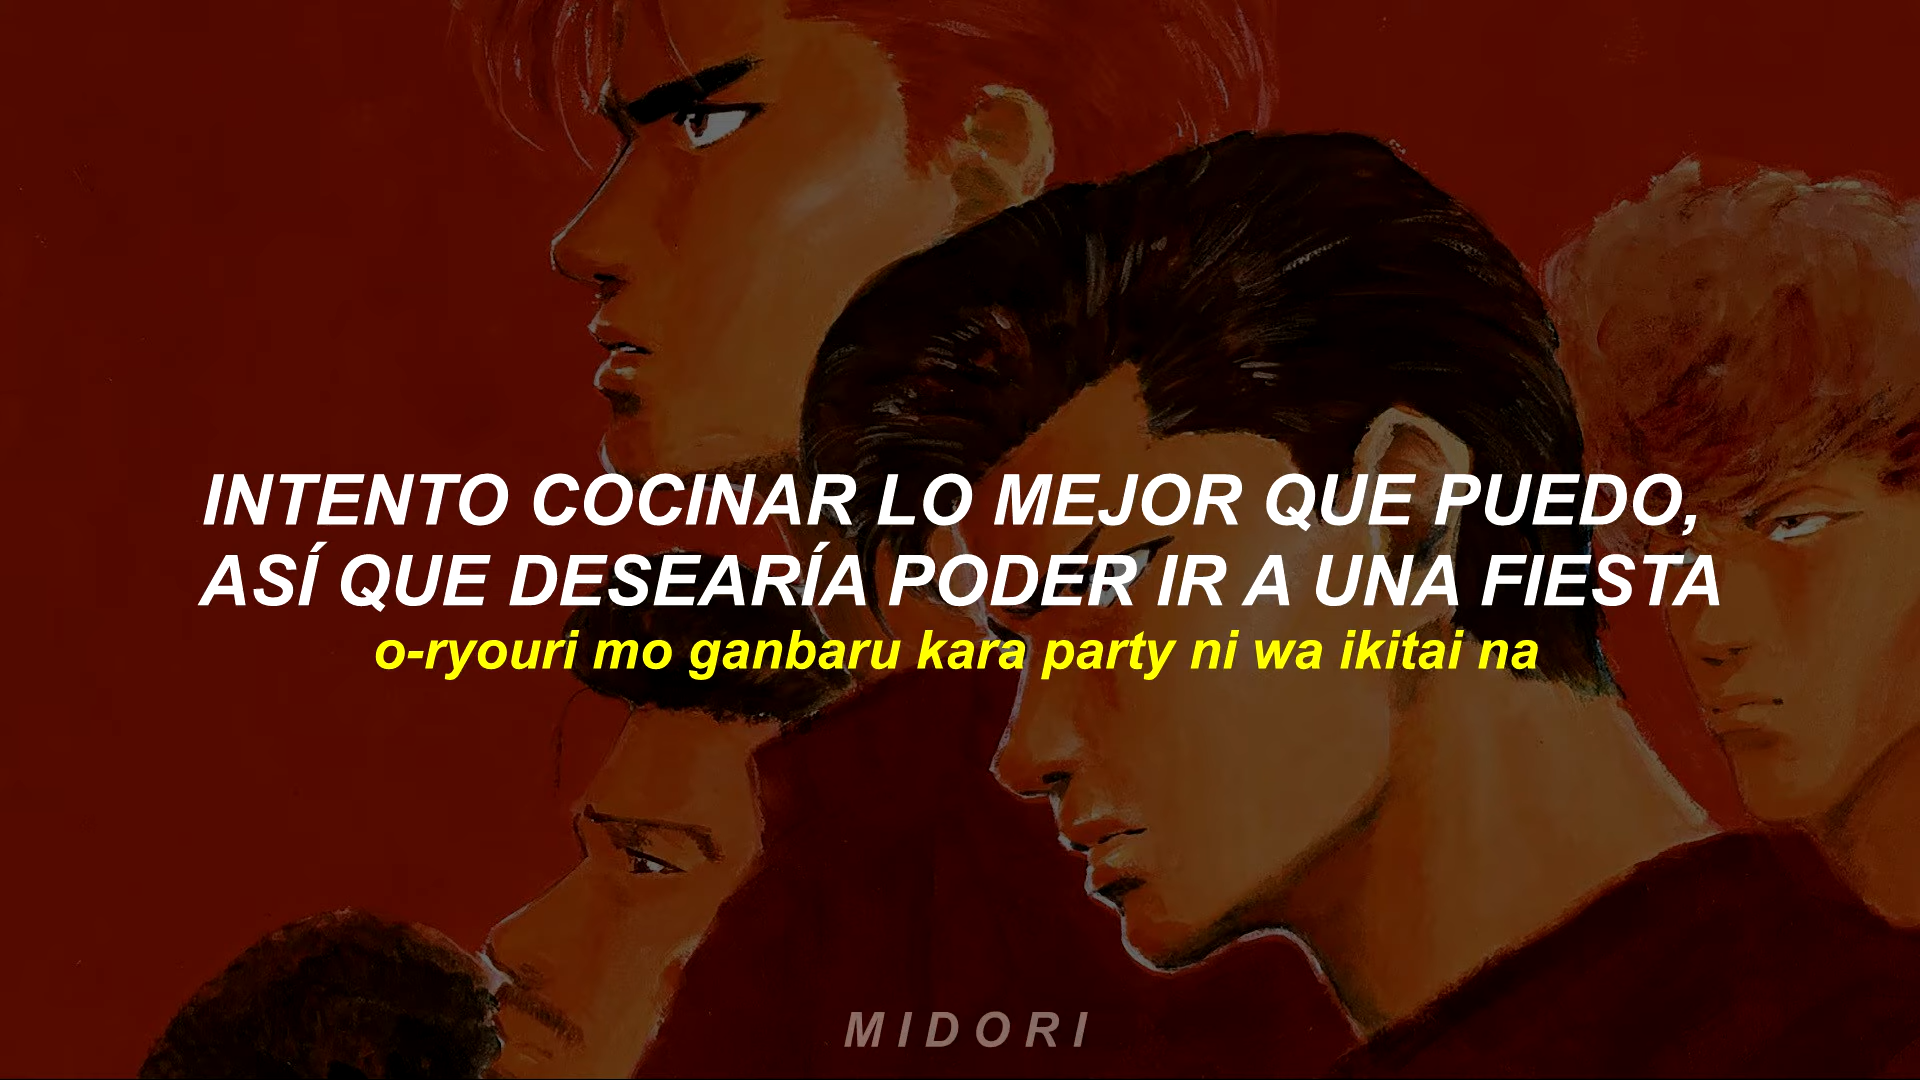 INTENTO COCINAR LO MEJOR QUE PUEDO,
ASÍ QUE DESEARÍA PODER IR A UNA FIESTA
o-ryouri mo ganbaru kara party ni wa ikitai na
MIDORI